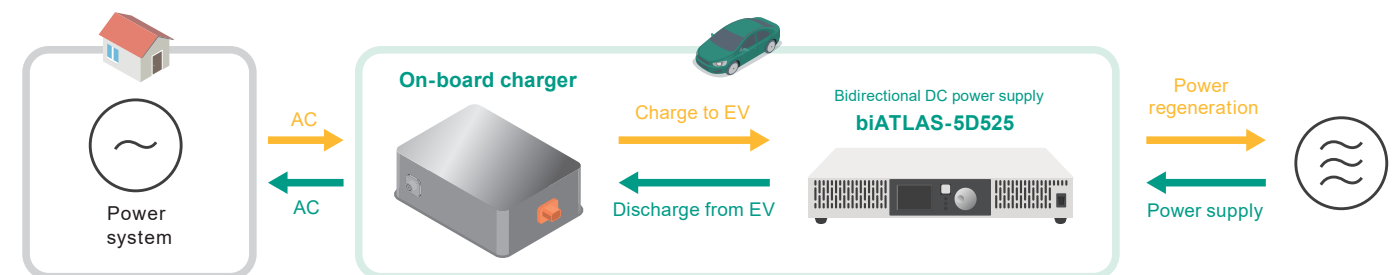 Power
system
AC
AC
On-board charger
Charge to EV
Discharge from EV
Bidirectional DC power supply
biATLAS-5D525
Power
regeneration
Power supply